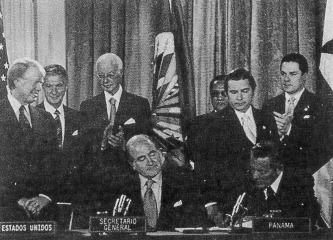 ESTADOS UNIDOS
SECRETARIO
GENERAL
PANAMA